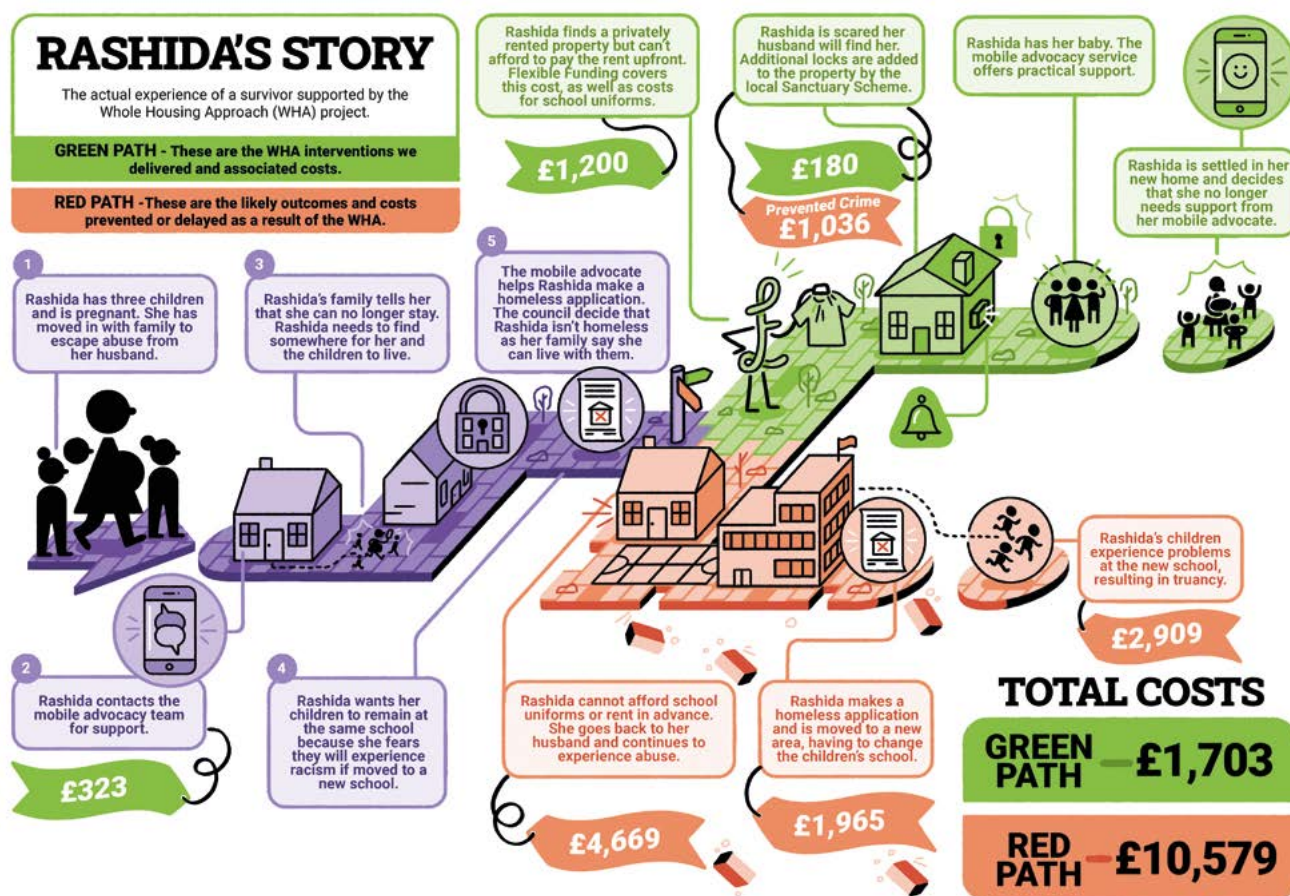 RASHIDA'S STORY
The actual experience of a survivor supported by the
Whole Housing Approach (WHA) project.
GREEN PATH - These are the WHA interventions we
delivered and associated costs.
RED PATH -These are the likely outcomes and costs
prevented or delayed as a result of the WHA.
1
Rashida has three children
and is pregnant. She has
moved in with family to
escape abuse from
her husband.
2
Rashida contacts the
mobile advocacy team
for support.
£323
3
Rashida's family tells her
that she can no longer stay.
Rashida needs to find
somewhere for her and
the children to live.
4
Rashida wants her
children to remain at
the same school
because she fears
they will experience
racism if moved to a
new school.
5
The mobile advocate
helps Rashida make a
homeless application.
The council decide that
Rashida isn't homeless
as her family say she
can live with them.
Rashida finds a privately
rented property but can't
afford to pay the rent upfront.
Flexible Funding covers
this cost, as well as costs
for school uniforms.
£1,200
Rashida is scared her
husband will find her.
Additional locks are added
to the property by the
local Sanctuary Scheme.
£180
Prevented Crime
£1,036
Rashida has her baby. The
mobile advocacy service
offers practical support.
Rashida is settled in her
new home and decides
that she no longer
needs support from
her mobile advocate.
Rashida cannot afford school
uniforms or rent in advance.
She goes back to her
husband and continues to
experience abuse.
£4,669
Rashida makes a
homeless application
and is moved to a new
area, having to change
the children's school.
£1,965
Rashida's children
experience problems
at the new school,
resulting in truancy.
£2,909
TOTAL COSTS
GREEN
PATH
£1,703
RED
PATH
£10,579